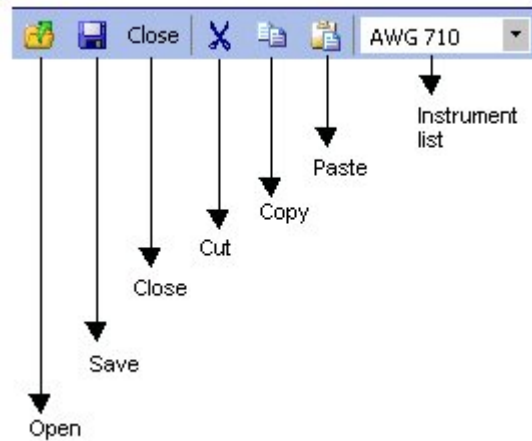 Close
AWG 710
Instrument
list
Paste
Copy
Cut
Close
Save
Open